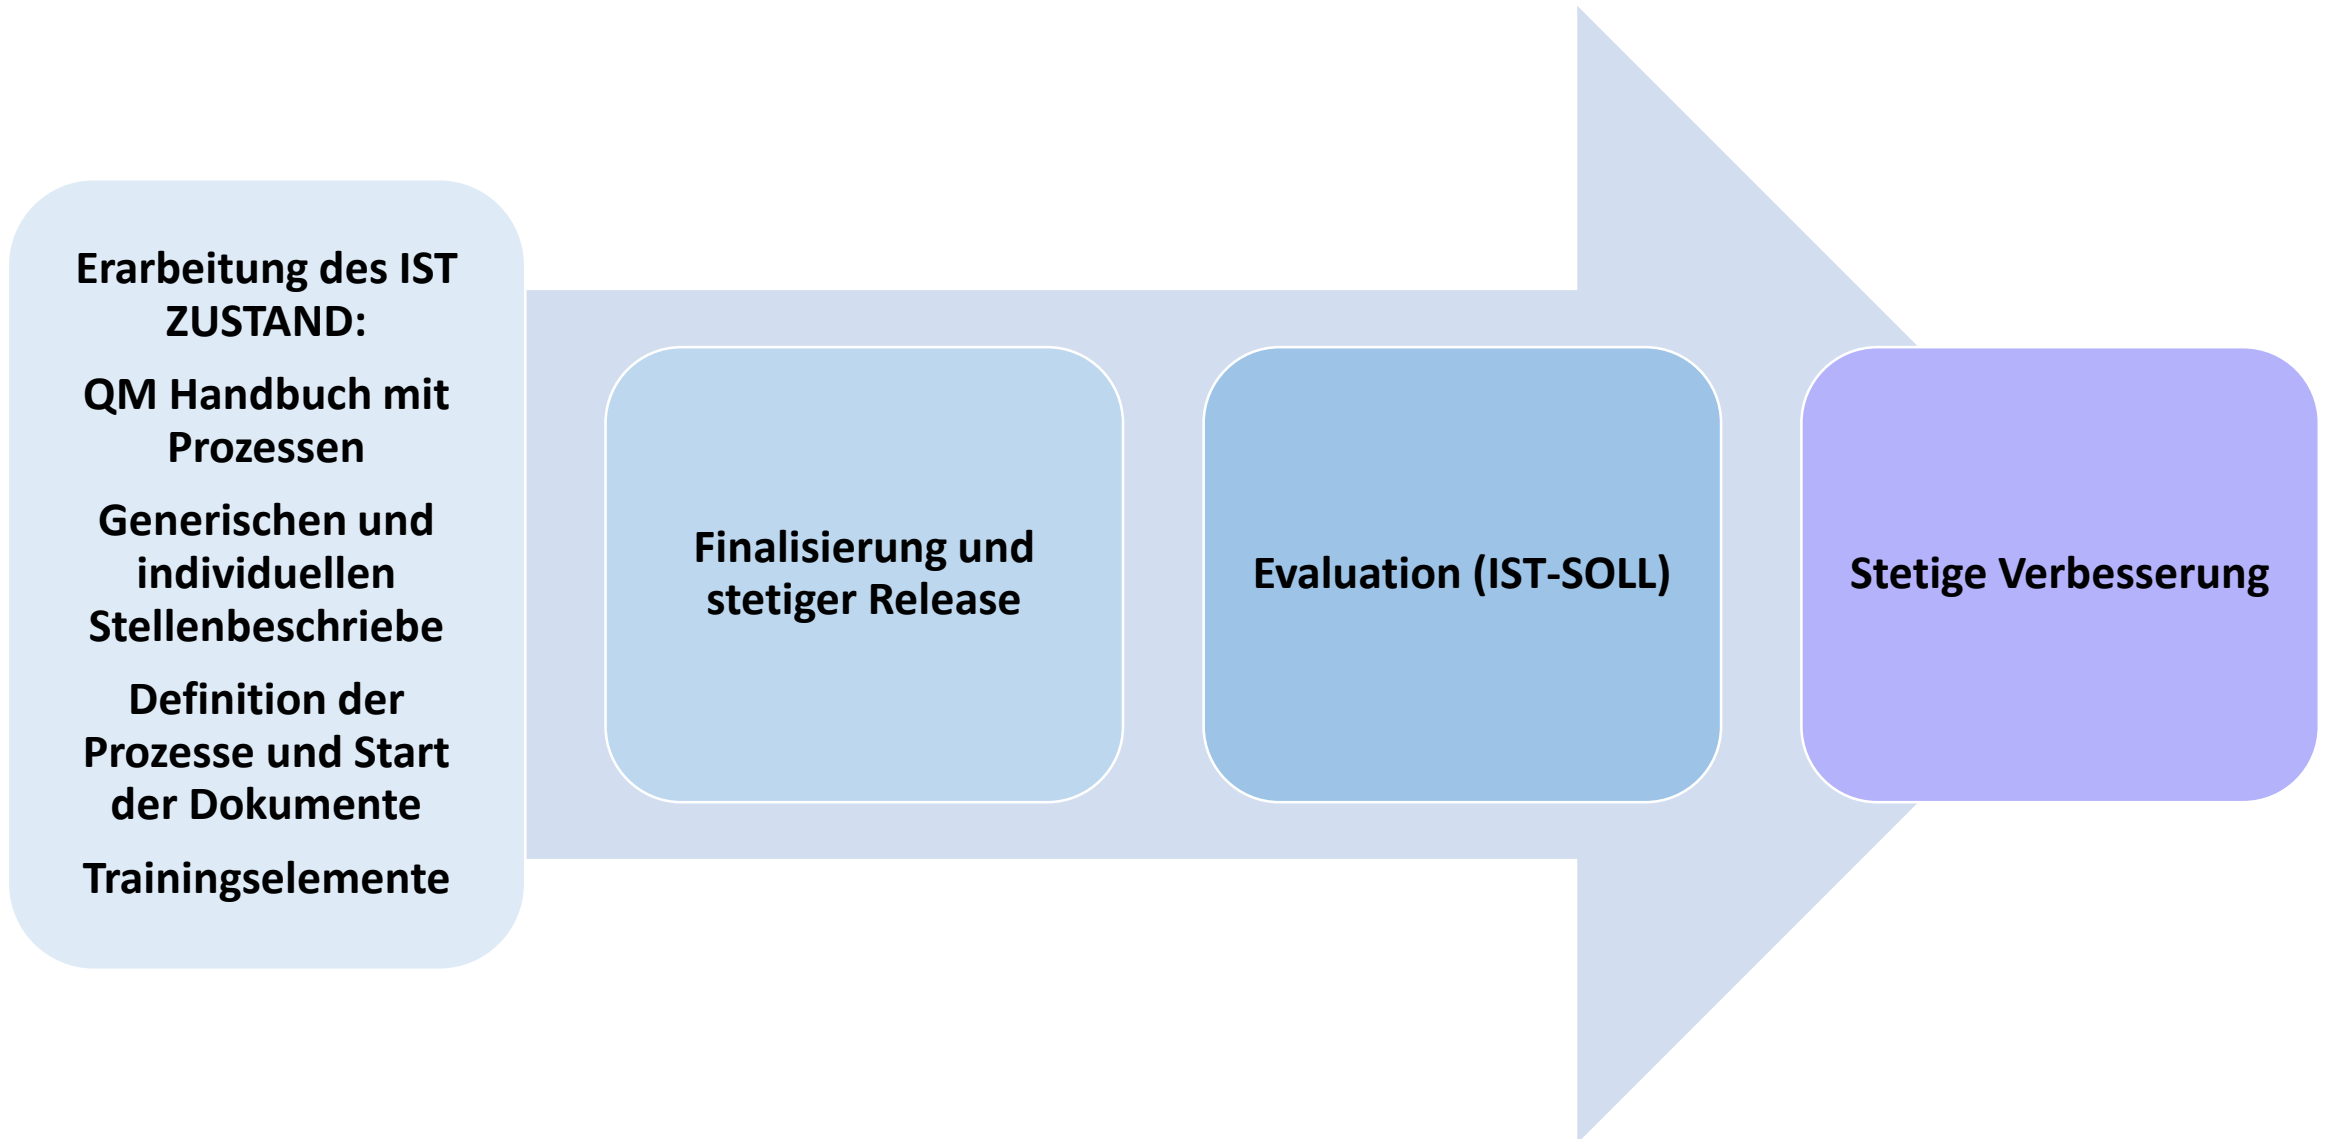 Erarbeitung des IST
ZUSTAND:
QM Handbuch mit
Prozessen
Generischen und
individuellen
Stellenbeschriebe
Definition der
Prozesse und Start
der Dokumente
Trainingselemente
Finalisierung und
stetiger Release
Evaluation (IST-SOLL)
Stetige Verbesserung